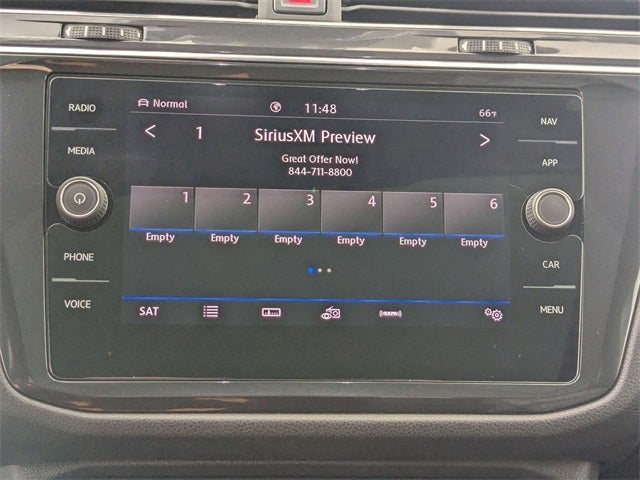 RADIO
MEDIA
PHONE
VOICE
Normal 11:48 66°F
< 1 SiriusXM Preview >
Great Offer Now!
844-711-8800
1 2 3 4 5 6
Empty Empty Empty Empty Empty Empty
SAT ((sxm))
NAV
APP
CAR
MENU